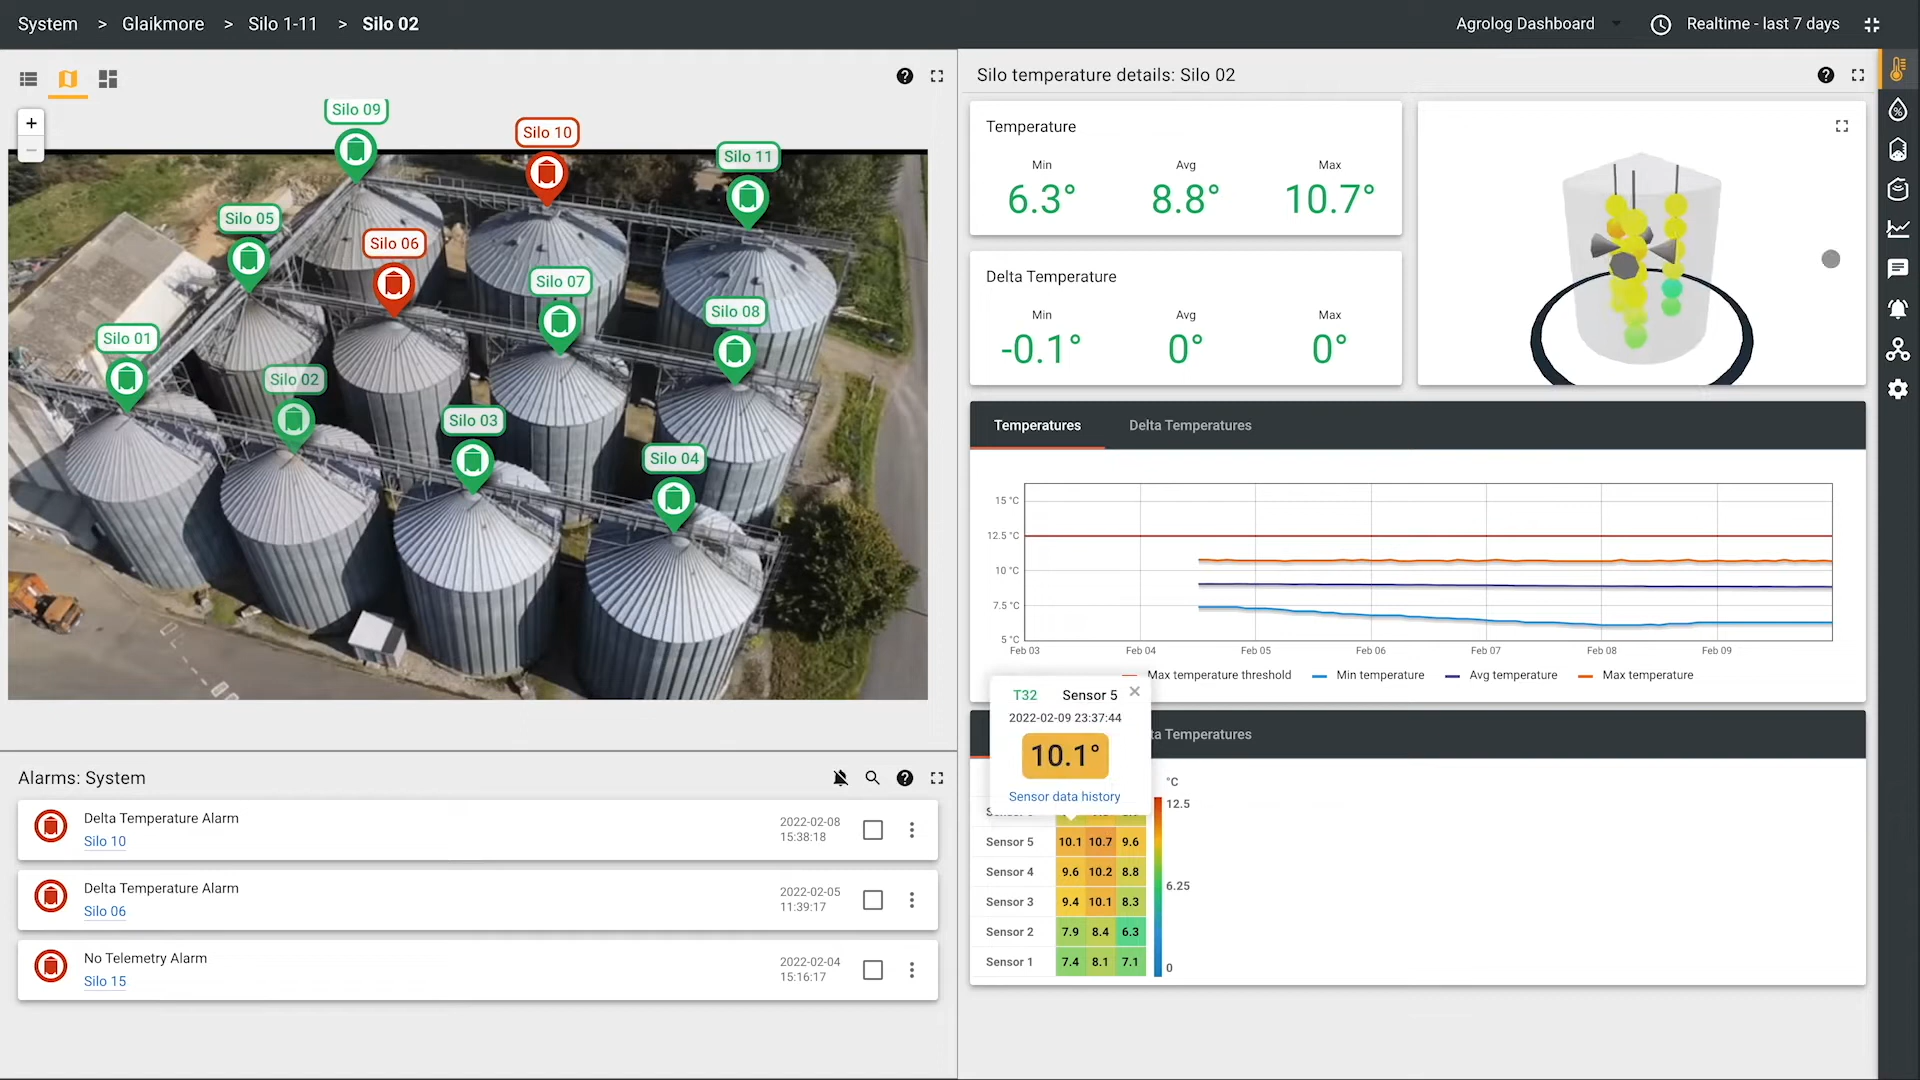 System > Glaikmore > Silo 1-11 > Silo 02
Agrolog Dashboard
Realtime - last 7 days
+
−
Silo 09
Silo 10
Silo 11
Silo 05
Silo 06
Silo 07
Silo 08
Silo 01
Silo 02
Silo 03
Silo 04
Alarms: System
Delta Temperature Alarm
Silo 10
2022-02-08
15:38:18
Delta Temperature Alarm
Silo 06
2022-02-05
11:39:17
No Telemetry Alarm
Silo 15
2022-02-04
15:16:17
Silo temperature details: Silo 02
Temperature
Min Avg Max
6.3° 8.8° 10.7°
Delta Temperature
Min Avg Max
-0.1° 0° 0°
Temperatures Delta Temperatures
15 °C
12.5 °C
10 °C
7.5 °C
5 °C
Feb 03 Feb 04 Feb 05 Feb 06 Feb 07 Feb 08 Feb 09
Max temperature threshold Min temperature Avg temperature Max temperature
T32 Sensor 5 ×
2022-02-09 23:37:44
10.1°
Sensor data history
ta Temperatures
°C
12.5
6.25
0
Sensor 5 10.1 10.7 9.6
Sensor 4 9.6 10.2 8.8
Sensor 3 9.4 10.1 8.3
Sensor 2 7.9 8.4 6.3
Sensor 1 7.4 8.1 7.1